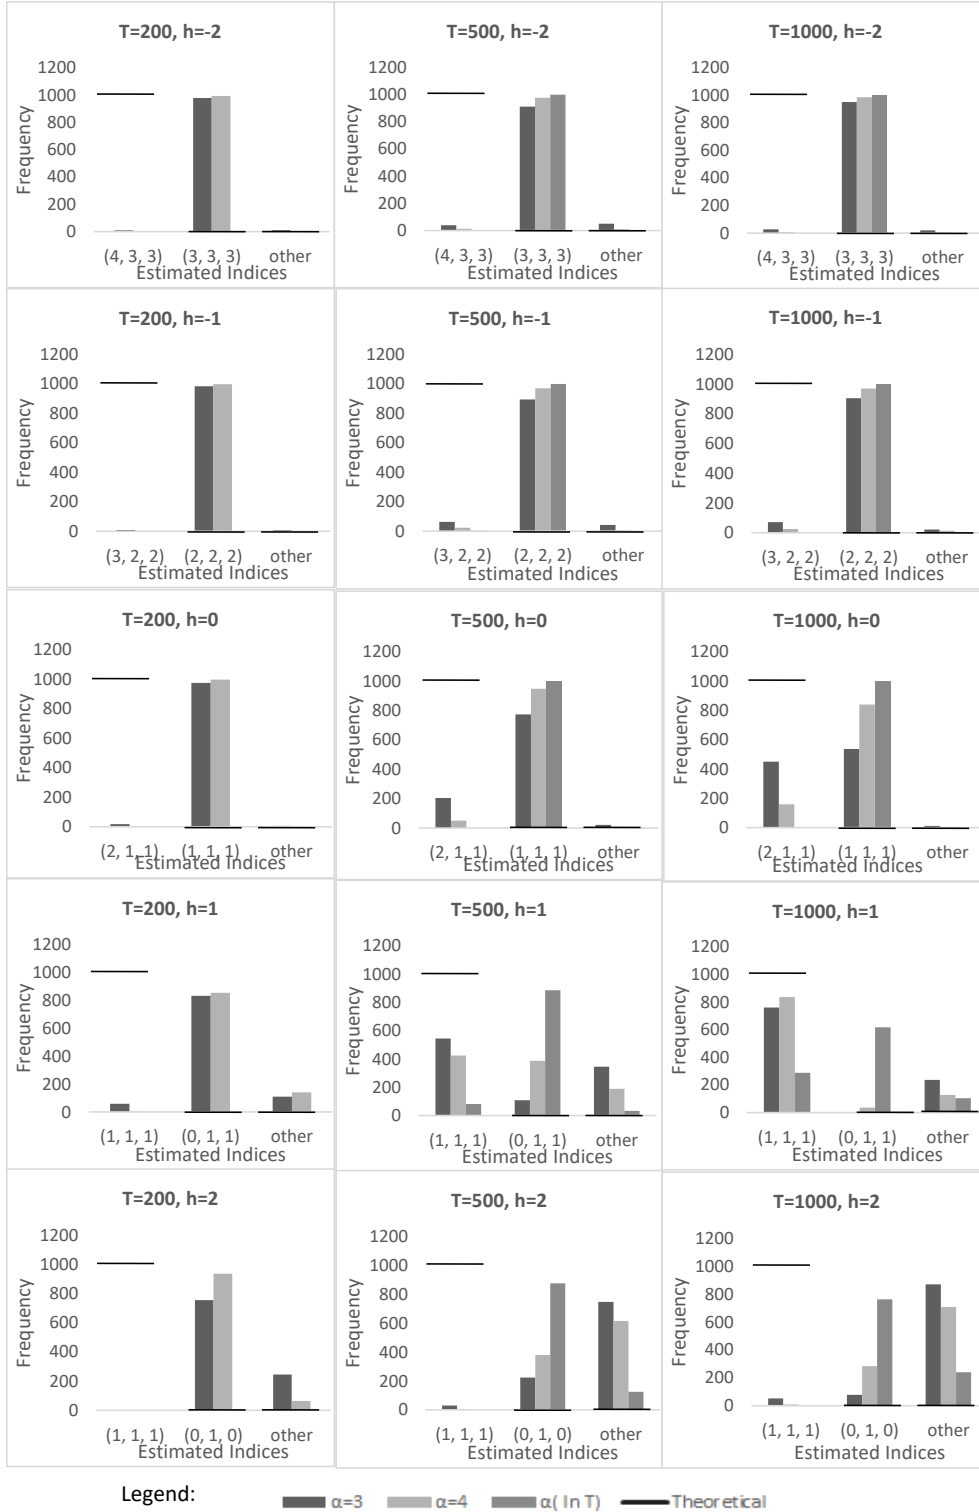 T=200, h=-2
1200
1000
800
600
400
200
0
Frequency
(4, 3, 3) (3, 3, 3) other
Estimated Indices
T=500, h=-2
1200
1000
800
600
400
200
0
Frequency
(4, 3, 3) (3, 3, 3) other
Estimated Indices
T=1000, h=-2
1200
1000
800
600
400
200
0
Frequency
(4, 3, 3) (3, 3, 3) other
Estimated Indices
T=200, h=-1
1200
1000
800
600
400
200
0
Frequency
(3, 2, 2) (2, 2, 2) other
Estimated Indices
T=500, h=-1
1200
1000
800
600
400
200
0
Frequency
(3, 2, 2) (2, 2, 2) other
Estimated Indices
T=1000, h=-1
1200
1000
800
600
400
200
0
Frequency
(3, 2, 2) (2, 2, 2) other
Estimated Indices
T=200, h=0
1200
1000
800
600
400
200
0
Frequency
(2, 1, 1) (1, 1, 1) other
Estimated Indices
T=500, h=0
1200
1000
800
600
400
200
0
Frequency
(2, 1, 1) (1, 1, 1) other
Estimated Indices
T=1000, h=0
1200
1000
800
600
400
200
0
Frequency
(2, 1, 1) (1, 1, 1) other
Estimated Indices
T=200, h=1
1200
1000
800
600
400
200
0
Frequency
(1, 1, 1) (0, 1, 1) other
Estimated Indices
T=500, h=1
1200
1000
800
600
400
200
0
Frequency
(1, 1, 1) (0, 1, 1) other
Estimated Indices
T=1000, h=1
1200
1000
800
600
400
200
0
Frequency
(1, 1, 1) (0, 1, 1) other
Estimated Indices
T=200, h=2
1200
1000
800
600
400
200
0
Frequency
(1, 1, 1) (0, 1, 0) other
Estimated Indices
T=500, h=2
1200
1000
800
600
400
200
0
Frequency
(1, 1, 1) (0, 1, 0) other
Estimated Indices
T=1000, h=2
1200
1000
800
600
400
200
0
Frequency
(1, 1, 1) (0, 1, 0) other
Estimated Indices
Legend: α=3 α=4 α( ln T) Theoretical